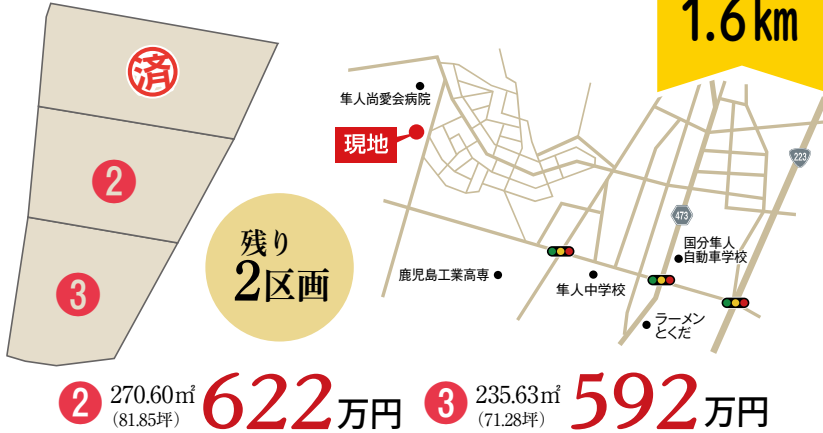 1.6km
済
2
3
残り
2区画
隼人尚愛会病院
現地
223
473
国分隼人
自動車学校
鹿児島工業高専
隼人中学校
ラーメン
とくだ
2 270.60㎡ 622万円
(81.85坪)
3 235.63㎡ 592万円
(71.28坪)